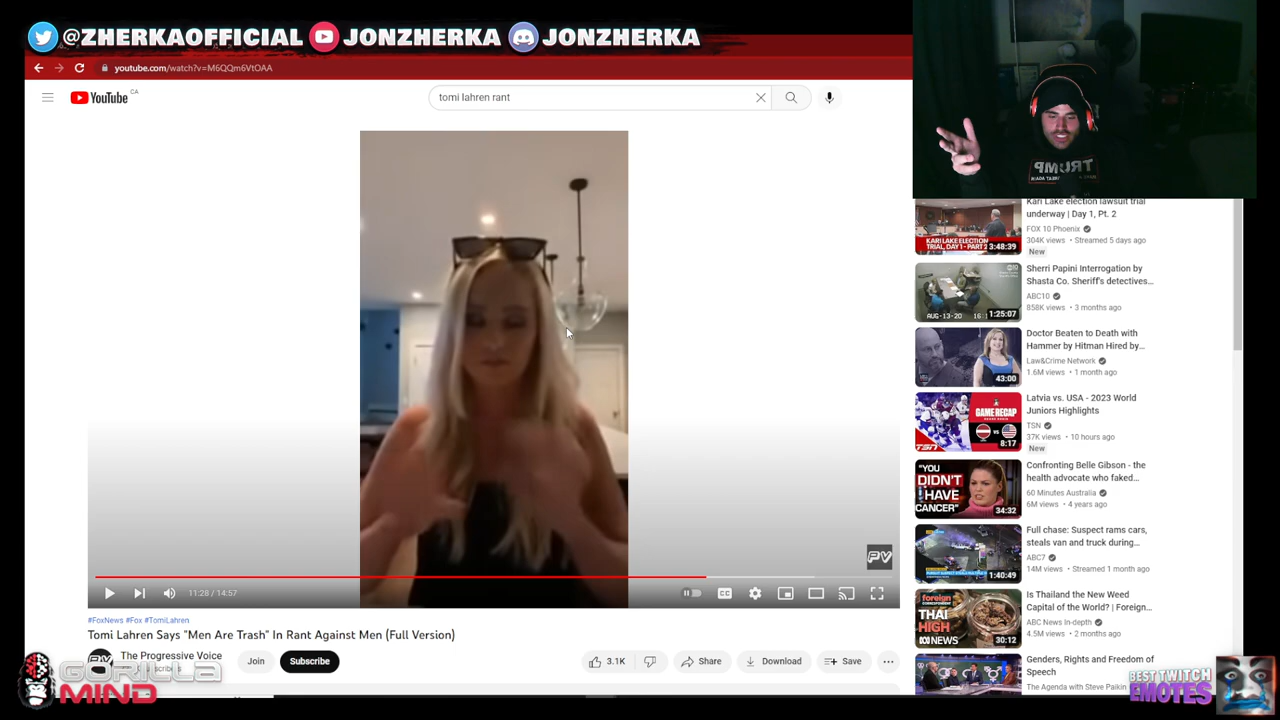 @ZHERKAOFFICIAL JONZHERKA JONZHERKA
youtube.com/watch?v=M6QQm6VtOAA
YouTube CA
tomi lahren rant
TRUMP
Kari Lake election lawsuit trial
underway | Day 1, Pt. 2
FOX 10 Phoenix
304K views • Streamed 5 days ago
New
KARI LAKE ELECTION
TRIAL, DAY 1 - PART 2
3:48:39
Sherri Papini Interrogation by
Shasta Co. Sheriff's detectives...
ABC10
858K views • 3 months ago
AUG-13-20 16:1
1:25:07
Doctor Beaten to Death with
Hammer by Hitman Hired by...
Law&Crime Network
1.6M views • 1 month ago
43:00
Latvia vs. USA - 2023 World
Juniors Highlights
TSN
37K views • 10 hours ago
New
GAME RECAP
8:17
Confronting Belle Gibson - the
health advocate who faked...
60 Minutes Australia
6M views • 4 years ago
"YOU
DIDN'T
HAVE
CANCER"
34:32
Full chase: Suspect rams cars,
steals van and truck during...
ABC7
14M views • Streamed 1 month ago
1:40:49
Is Thailand the New Weed
Capital of the World? | Foreign...
ABC News In-depth
4.5M views • 2 months ago
foreign
CORRESPONDENT
THAI
HIGH
NEWS
30:12
Genders, Rights and Freedom of
Speech
The Agenda with Steve Paikin
PV
11:28 / 14:57
CC
#FoxNews #Fox #TomiLahren
Tomi Lahren Says "Men Are Trash" In Rant Against Men (Full Version)
The Progressive Voice
Join
Subscribe
3.1K
Share
Download
Save
GORILLA
MIND
BEST TWITCH
EMOTES